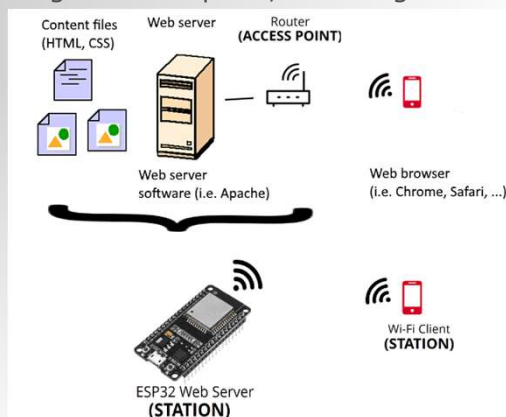 Content files
(HTML, CSS)
Web server
Router
(ACCESS POINT)
Web server
software (i.e. Apache)
Web browser
(i.e. Chrome, Safari, ...)
Wi-Fi Client
(STATION)
ESP32 Web Server
(STATION)